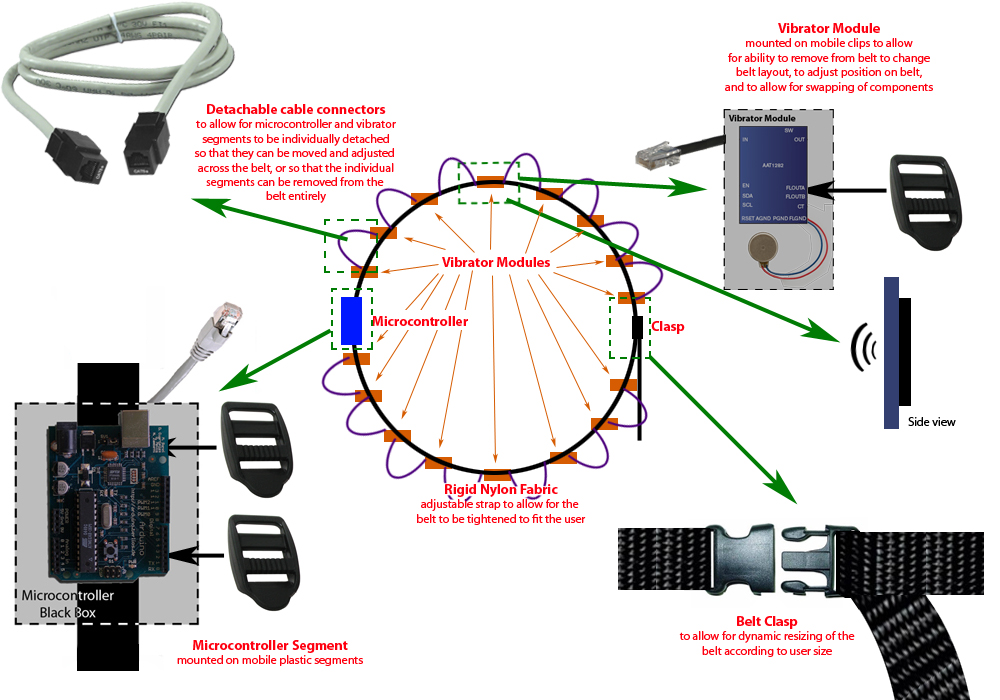 Vibrator Module
mounted on mobile clips to allow
for ability to remove from belt to change
belt layout, to adjust position on belt,
and to allow for swapping of components
Detachable cable connectors
to allow for microcontroller and vibrator
segments to be individually detached
so that they can be moved and adjusted
across the belt, or so that the individual
segments can be removed from the
belt entirely
Vibrator Module
SW
IN
OUT
AAT1282
EN
FLOUTA
SDA
FLOUTB
SCL
CT
RSET AGND PGND FLGND
Vibrator Modules
Microcontroller
Clasp
Side view
Rigid Nylon Fabric
adjustable strap to allow for the
belt to be tightened to fit the user
Arduino
Microcontroller
Black Box
Belt Clasp
to allow for dynamic resizing of the
belt according to user size
Microcontroller Segment
mounted on mobile plastic segments